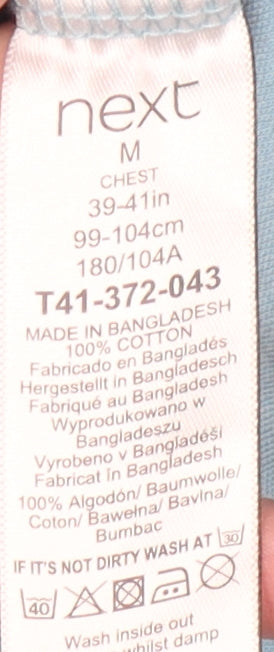 next
M
CHEST
39-41in
99-104cm
180/104A
T41-372-043
MADE IN BANGLADESH
100% COTTON
Fabricado en Bangladés
Hergestellt in Bangladesch
Fabriqué au Bangladesh
Wyprodukowano w
Bangladeszu
Vyrobeno v Bangladéši
Fabricat în Bangladesh
100% Algodón/ Baumwolle/
Coton/ Bawełna/ Bavlna/
Bumbac
IF IT'S NOT DIRTY WASH AT 30
40
Wash inside out
whilst damp